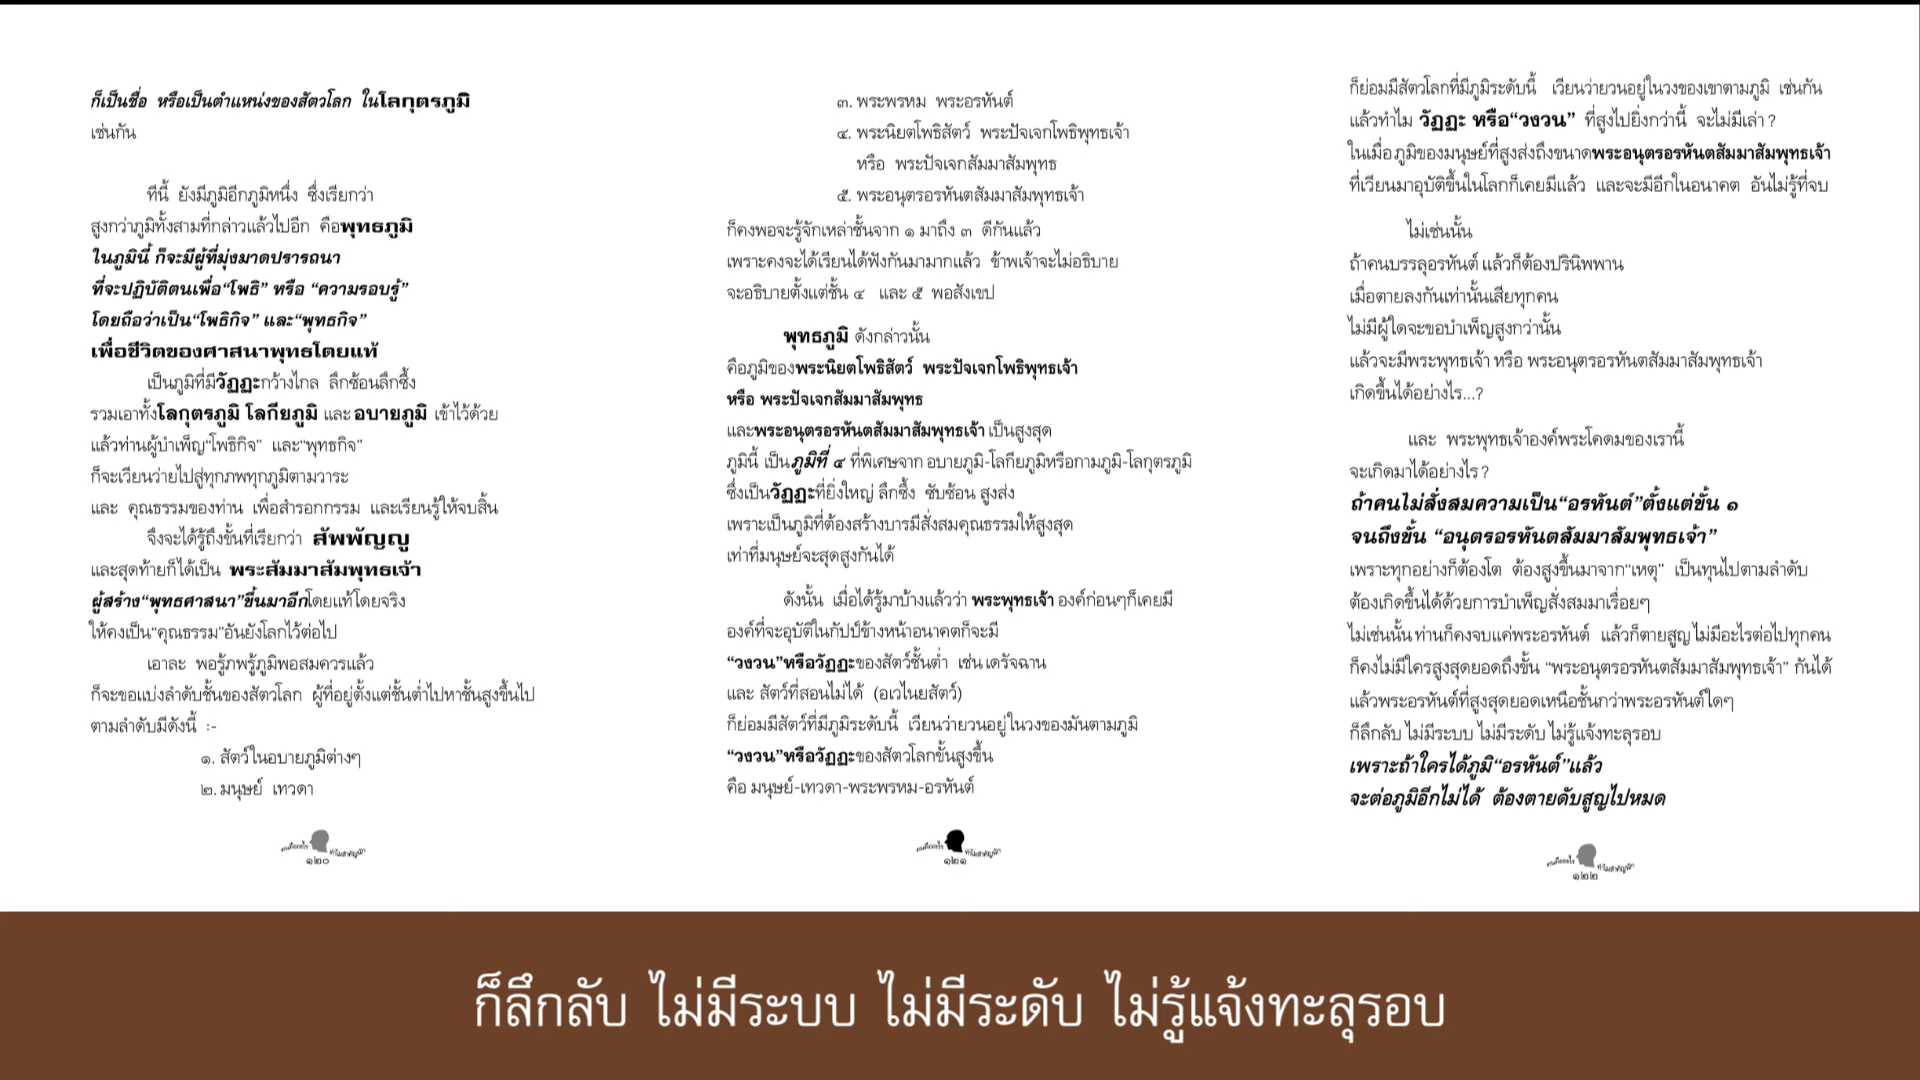 ก็เป็นชื่อ หรือเป็นตำแหน่งของสัตวโลก ในโลกุตรภูมิ
เช่นกัน
ทีนี้ ยังมีภูมิอีกภูมิหนึ่ง ซึ่งเรียกว่า
สูงกว่าภูมิทั้งสามที่กล่าวแล้วไปอีก คือพุทธภูมิ
ในภูมินี้ ก็จะมีผู้ที่มุ่งมาดปรารถนา
ที่จะปฏิบัติตนเพื่อ“โพธิ” หรือ “ความรอบรู้”
โดยถือว่าเป็น“โพธิกิจ” และ“พุทธกิจ”
เพื่อชีวิตของศาสนาพุทธโดยแท้
เป็นภูมิที่มีวัฏฏะกว้างไกล ลึกซ้อนลึกซึ้ง
รวมเอาทั้งโลกุตรภูมิ โลกียภูมิ และ อบายภูมิ เข้าไว้ด้วย
แล้วท่านผู้บำเพ็ญ“โพธิกิจ” และ“พุทธกิจ”
ก็จะเวียนว่ายไปสู่ทุกภพทุกภูมิตามวาระ
และ คุณธรรมของท่าน เพื่อสำรอกกรรม และเรียนรู้ให้จบสิ้น
จึงจะได้รู้ถึงขั้นที่เรียกว่า สัพพัญญู
และสุดท้ายก็ได้เป็น พระสัมมาสัมพุทธเจ้า
ผู้สร้าง“พุทธศาสนา”ขึ้นมาอีกโดยแท้โดยจริง
ให้คงเป็น“คุณธรรม”อันยังโลกไว้ต่อไป
เอาละ พอรู้ภพรู้ภูมิพอสมควรแล้ว
ก็จะขอแบ่งลำดับชั้นของสัตวโลก ผู้ที่อยู่ตั้งแต่ชั้นต่ำไปหาชั้นสูงขึ้นไป
ตามลำดับมีดังนี้ :-
๑. สัตว์ในอบายภูมิต่างๆ
๒. มนุษย์ เทวดา
๑๒๐
๓. พระพรหม พระอรหันต์
๔. พระนิยตโพธิสัตว์ พระปัจเจกโพธิพุทธเจ้า
หรือ พระปัจเจกสัมมาสัมพุทธ
๕. พระอนุตรอรหันตสัมมาสัมพุทธเจ้า
ก็คงพอจะรู้จักเหล่าชั้นจาก ๑ มาถึง ๓ ดีกันแล้ว
เพราะคงจะได้เรียนได้ฟังกันมามากแล้ว ข้าพเจ้าจะไม่อธิบาย
จะอธิบายตั้งแต่ชั้น ๔ และ ๕ พอสังเขป
พุทธภูมิ ดังกล่าวนั้น
คือภูมิของพระนิยตโพธิสัตว์ พระปัจเจกโพธิพุทธเจ้า
หรือ พระปัจเจกสัมมาสัมพุทธ
และพระอนุตรอรหันตสัมมาสัมพุทธเจ้า เป็นสูงสุด
ภูมินี้ เป็นภูมิที่ ๔ ที่พิเศษจาก อบายภูมิ-โลกียภูมิหรือกามภูมิ-โลกุตรภูมิ
ซึ่งเป็นวัฏฏะที่ยิ่งใหญ่ ลึกซึ้ง ซับซ้อน สูงส่ง
เพราะเป็นภูมิที่ต้องสร้างบารมีสั่งสมคุณธรรมให้สูงสุด
เท่าที่มนุษย์จะสุดสูงกันได้
ดังนั้น เมื่อได้รู้มาบ้างแล้วว่า พระพุทธเจ้า องค์ก่อนๆก็เคยมี
องค์ที่จะอุบัติในกัปป์ข้างหน้าอนาคตก็จะมี
“วงวน”หรือวัฏฏะของสัตว์ชั้นต่ำ เช่น เดรัจฉาน
และ สัตว์ที่สอนไม่ได้ (อเวไนยสัตว์)
ก็ย่อมมีสัตว์ที่มีภูมิระดับนี้ เวียนว่ายวนอยู่ในวงของมันตามภูมิ
“วงวน”หรือวัฏฏะของสัตวโลกขั้นสูงขึ้น
คือ มนุษย์-เทวดา-พระพรหม-อรหันต์
๑๒๑
ก็ย่อมมีสัตวโลกที่มีภูมิระดับนี้ เวียนว่ายวนอยู่ในวงของเขาตามภูมิ เช่นกัน
แล้วทำไม วัฏฏะ หรือ“วงวน” ที่สูงไปยิ่งกว่านี้ จะไม่มีเล่า ?
ในเมื่อ ภูมิของมนุษย์ที่สูงส่งถึงขนาดพระอนุตรอรหันตสัมมาสัมพุทธเจ้า
ที่เวียนมาอุบัติขึ้นในโลกก็เคยมีแล้ว และจะมีอีกในอนาคต อันไม่รู้ที่จบ
ไม่เช่นนั้น
ถ้าคนบรรลุอรหันต์ แล้วก็ต้องปรินิพพาน
เมื่อตายลงกันเท่านั้นเสียทุกคน
ไม่มีผู้ใดจะขอบำเพ็ญสูงกว่านั้น
แล้วจะมีพระพุทธเจ้า หรือ พระอนุตรอรหันตสัมมาสัมพุทธเจ้า
เกิดขึ้นได้อย่างไร...?
และ พระพุทธเจ้าองค์พระโคดมของเรานี้
จะเกิดมาได้อย่างไร ?
ถ้าคนไม่สั่งสมความเป็น“อรหันต์”ตั้งแต่ขั้น ๑
จนถึงขั้น “อนุตรอรหันตสัมมาสัมพุทธเจ้า”
เพราะทุกอย่างก็ต้องโต ต้องสูงขึ้นมาจาก“เหตุ” เป็นทุนไปตามลำดับ
ต้องเกิดขึ้นได้ด้วยการบำเพ็ญสั่งสมมาเรื่อยๆ
ไม่เช่นนั้น ท่านก็คงจบแค่พระอรหันต์ แล้วก็ตายสูญ ไม่มีอะไรต่อไปทุกคน
ก็คงไม่มีใครสูงสุดยอดถึงขั้น “พระอนุตรอรหันตสัมมาสัมพุทธเจ้า” กันได้
แล้วพระอรหันต์ที่สูงสุดยอดเหนือชั้นกว่าพระอรหันต์ใดๆ
ก็ลึกลับ ไม่มีระบบ ไม่มีระดับ ไม่รู้แจ้งทะลุรอบ
เพราะถ้าใครได้ภูมิ“อรหันต์”แล้ว
จะต่อภูมิอีกไม่ได้ ต้องตายดับสูญไปหมด
๑๒๒
ก็ลึกลับ ไม่มีระบบ ไม่มีระดับ ไม่รู้แจ้งทะลุรอบ